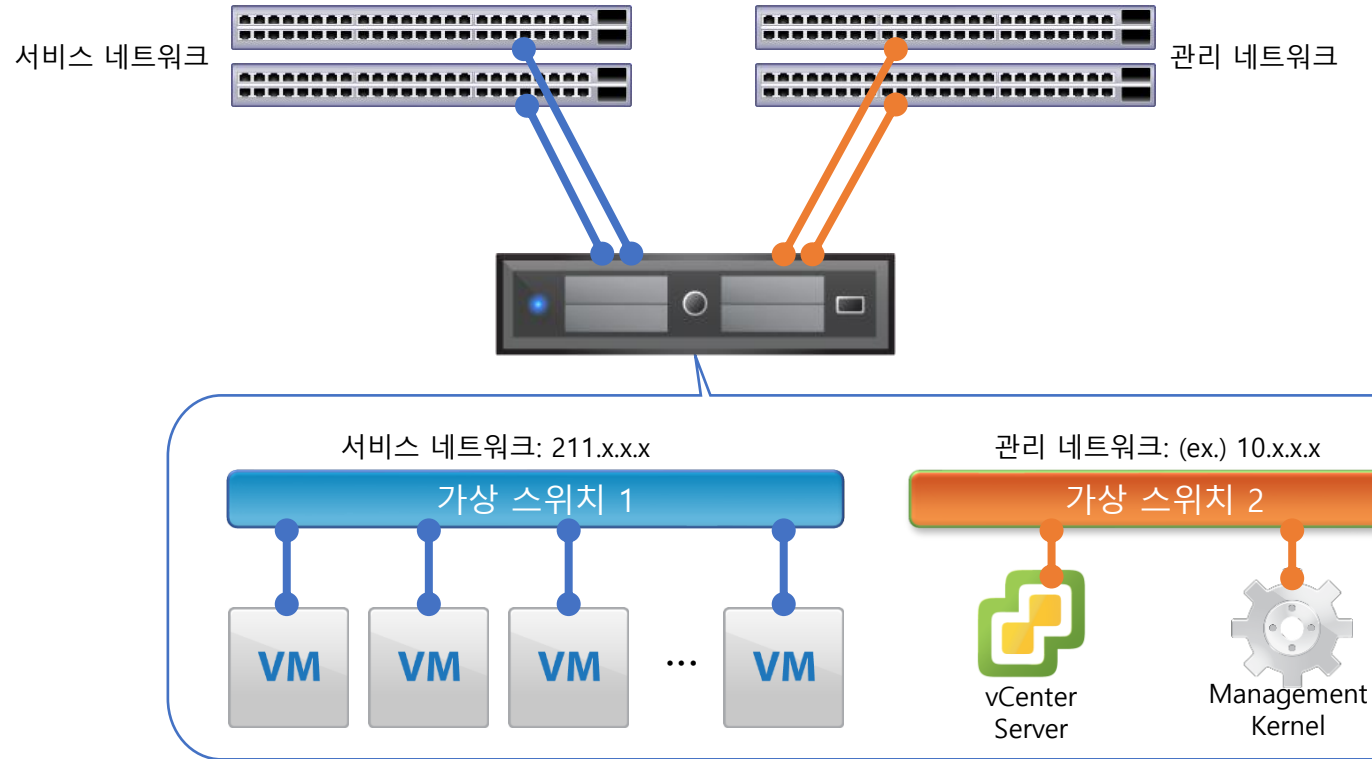 서비스 네트워크
관리 네트워크
서비스 네트워크: 211.x.x.x
관리 네트워크: (ex.) 10.x.x.x
가상 스위치 1
가상 스위치 2
VM
VM
VM
...
VM
vCenter
Server
Management
Kernel